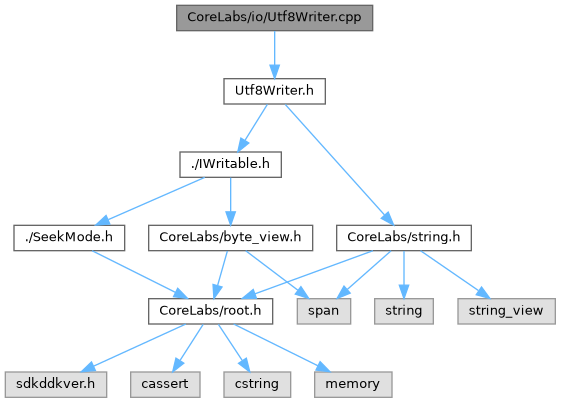 CoreLabs/io/Utf8Writer.cpp
Utf8Writer.h
./IWritable.h
./SeekMode.h
CoreLabs/byte_view.h
CoreLabs/string.h
CoreLabs/root.h
span
string
string_view
sdkddkver.h
cassert
cstring
memory